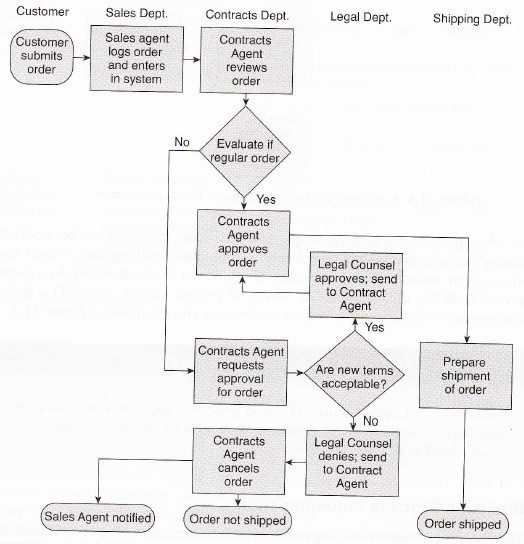 Customer
Sales Dept.
Contracts Dept.
Legal Dept.
Shipping Dept.
Customer
submits
order
Sales agent
logs order
and enters
in system
Contracts
Agent
reviews
order
No
Evaluate if
regular order
Yes
Contracts
Agent
approves
order
Legal Counsel
approves; send
to Contract
Agent
Yes
Contracts Agent
requests
approval
for order
Are new terms
acceptable?
Prepare
shipment
of order
No
Contracts
Agent
cancels
order
Legal Counsel
denies; send
to Contract
Agent
Sales Agent notified
Order not shipped
Order shipped